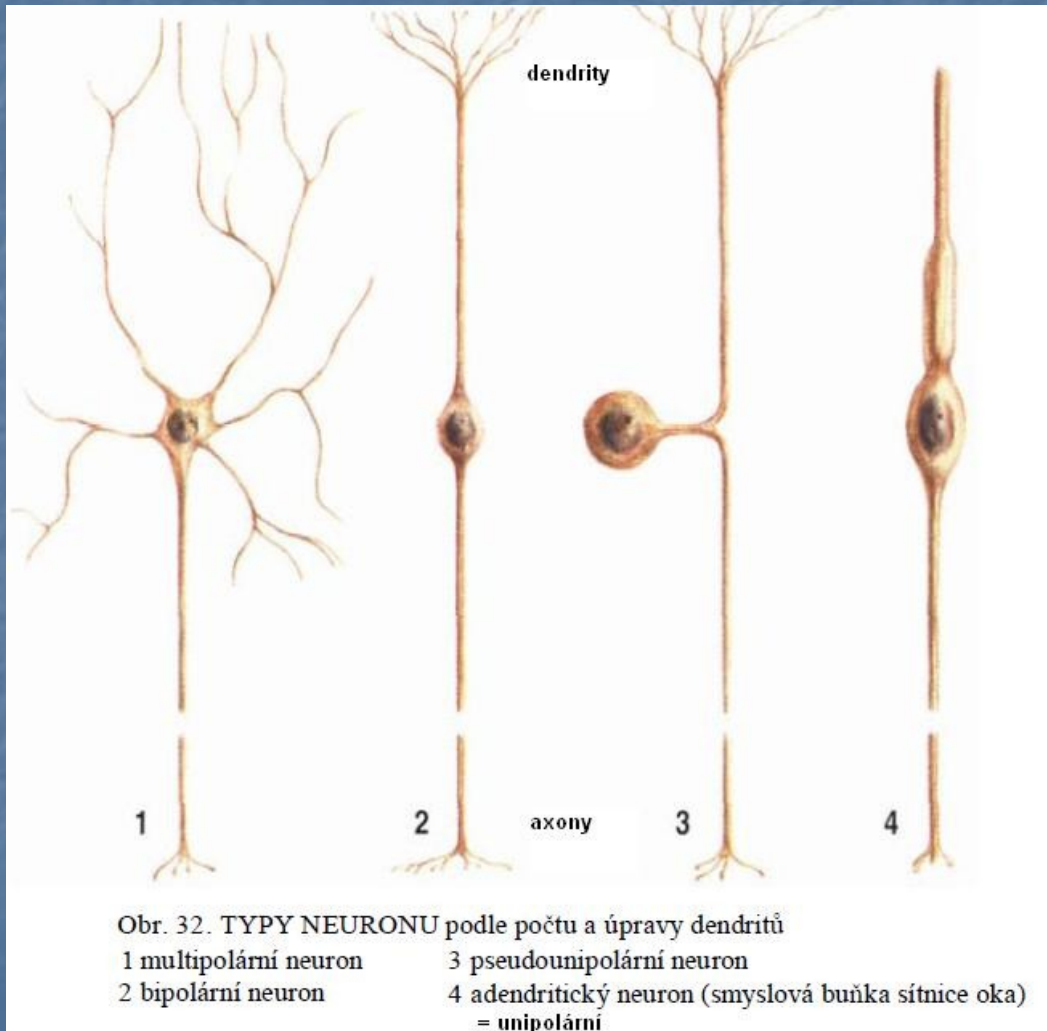 dendrity
1
2
axony
3
4
Obr. 32. TYPY NEURONU podle počtu a úpravy dendritů
1 multipolární neuron
3 pseudounipolární neuron
2 bipolární neuron
4 adendritický neuron (smyslová buňka sítnice oka)
= unipolární